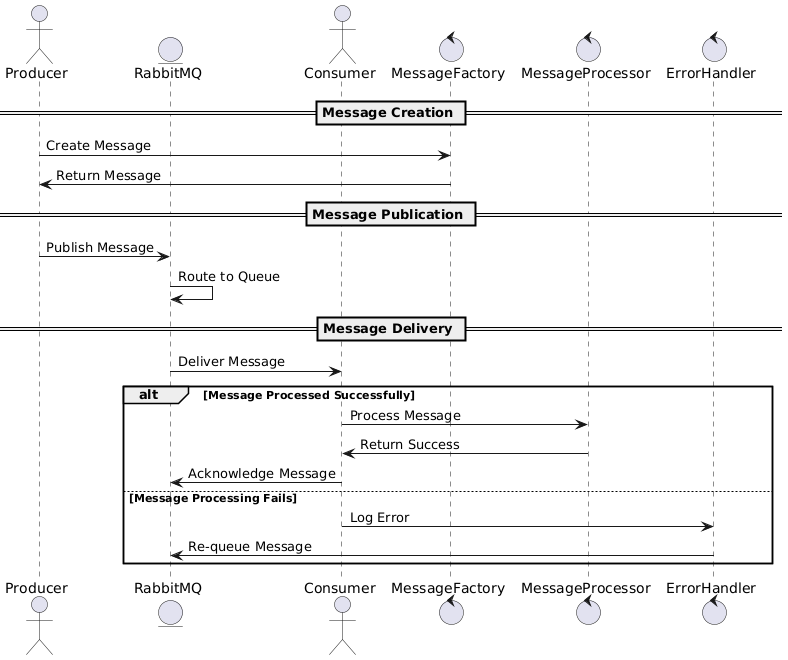 Producer RabbitMQ Consumer MessageFactory MessageProcessor ErrorHandler
Message Creation
Create Message
Return Message
Message Publication
Publish Message
Route to Queue
Message Delivery
Deliver Message
alt [Message Processed Successfully]
Process Message
Return Success
Acknowledge Message
[Message Processing Fails]
Log Error
Re-queue Message
Producer RabbitMQ Consumer MessageFactory MessageProcessor ErrorHandler